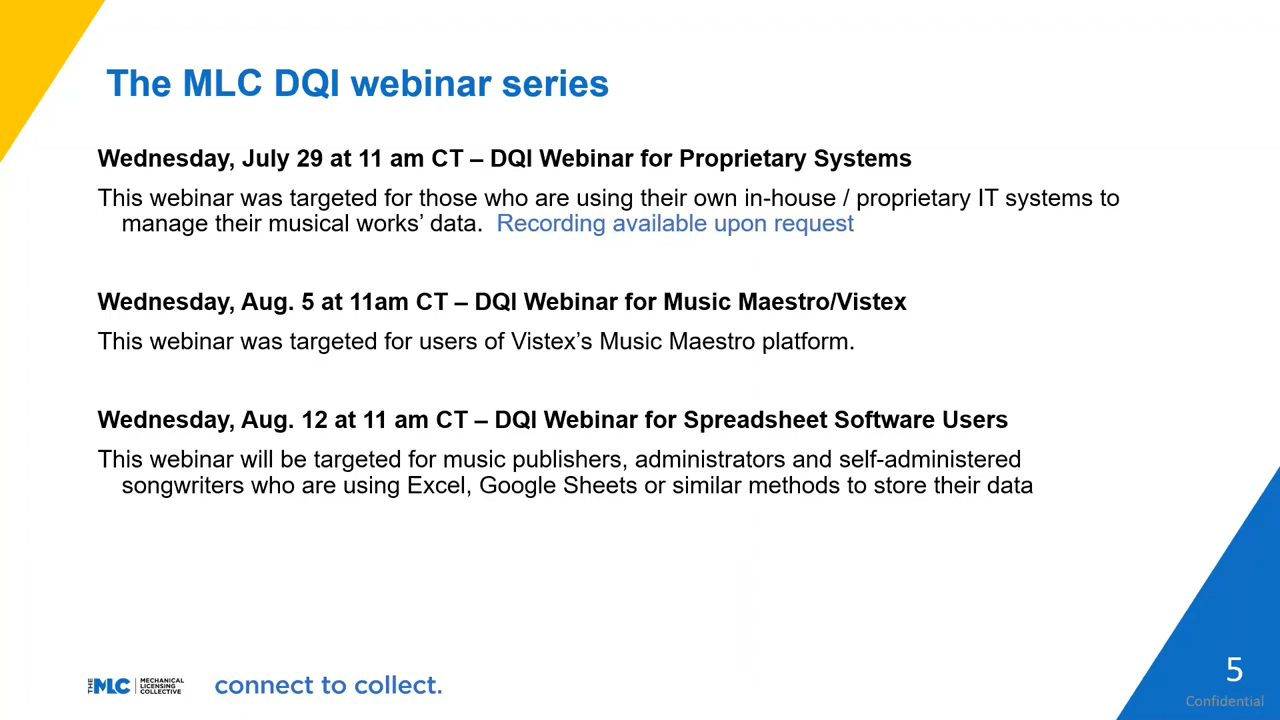 The MLC DQI webinar series
Wednesday, July 29 at 11 am CT – DQI Webinar for Proprietary Systems
This webinar was targeted for those who are using their own in-house / proprietary IT systems to
manage their musical works’ data.  Recording available upon request
Wednesday, Aug. 5 at 11am CT – DQI Webinar for Music Maestro/Vistex
This webinar was targeted for users of Vistex’s Music Maestro platform.
Wednesday, Aug. 12 at 11 am CT – DQI Webinar for Spreadsheet Software Users
This webinar will be targeted for music publishers, administrators and self-administered
songwriters who are using Excel, Google Sheets or similar methods to store their data
THE MLC
MECHANICAL
LICENSING
COLLECTIVE
connect to collect.
5
Confidential